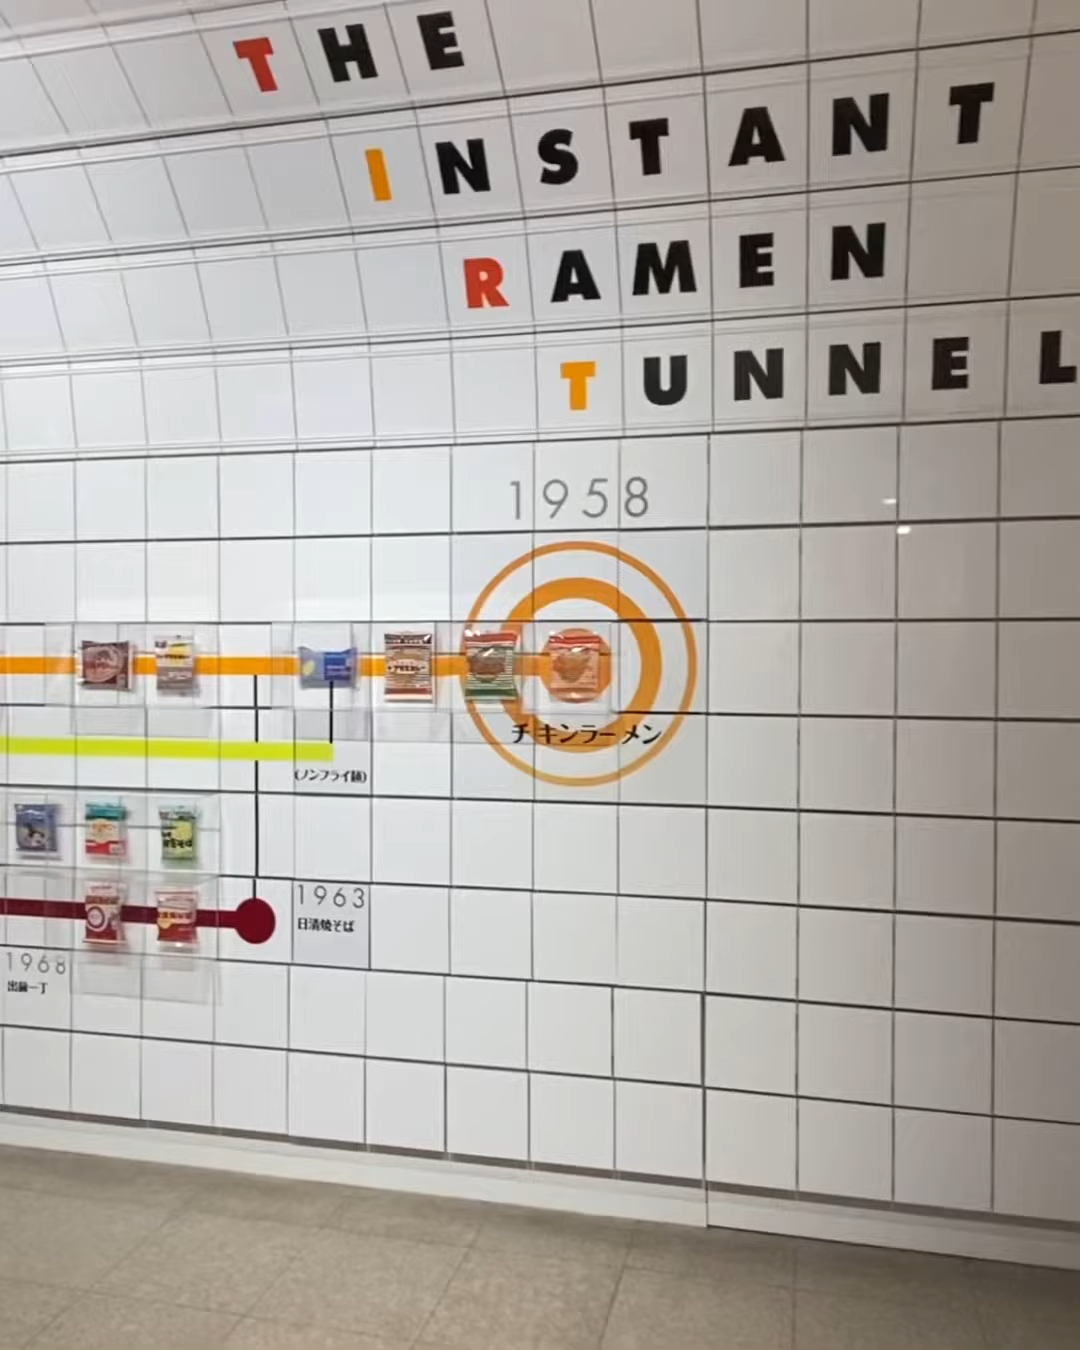 THE
INSTANT
RAMEN
TUNNEL
1958
チキンラーメン
(ノンフライ麺)
1963
日清焼そば
1968
出前一丁